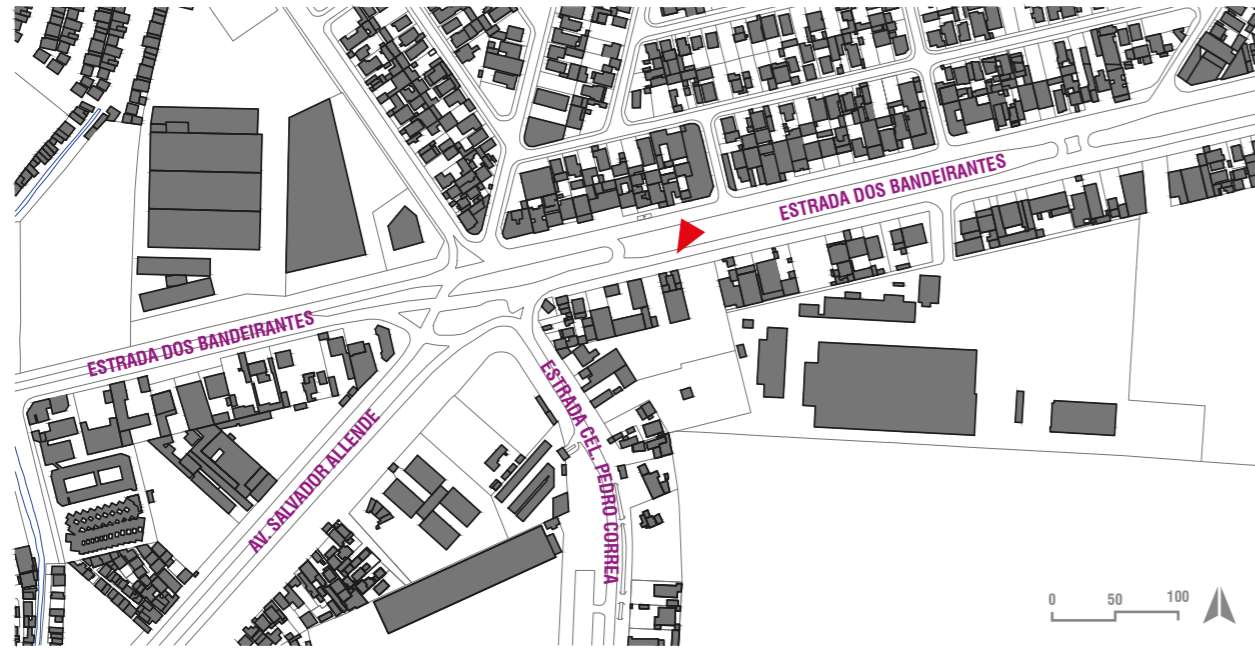 ESTRADA DOS BANDEIRANTES
ESTRADA DOS BANDEIRANTES
ESTRADA CEL. PEDRO CORREA
AV. SALVADOR ALLENDE
0 50 100